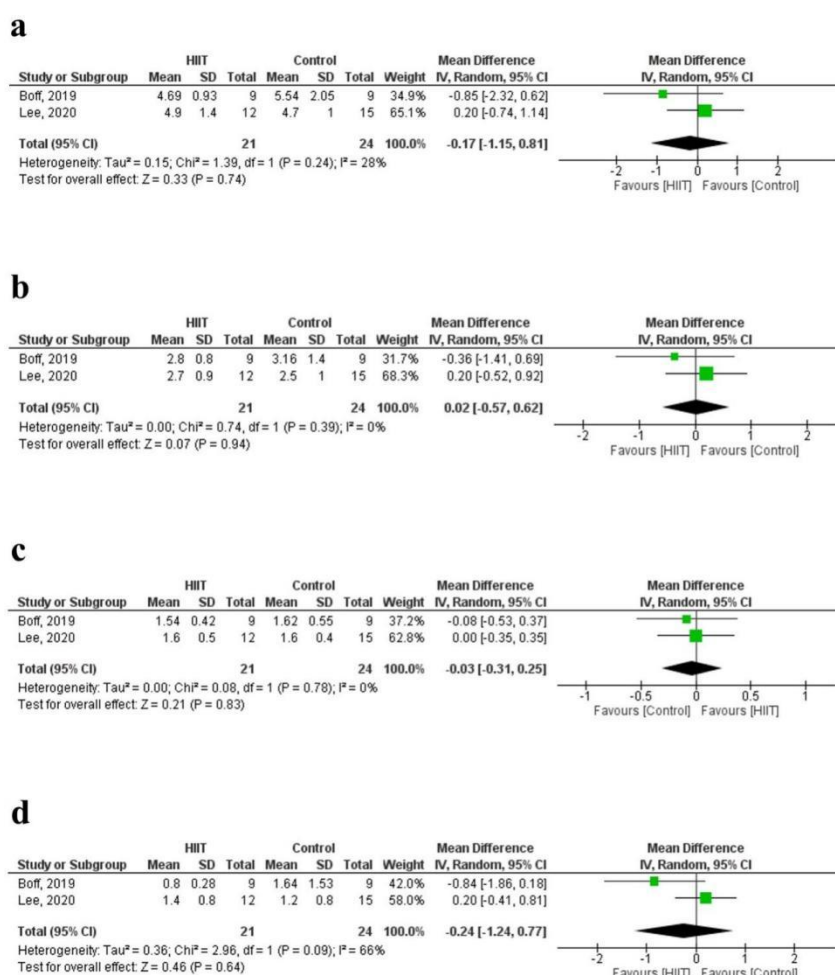 a
HIIT Control Mean Difference Mean Difference
Study or Subgroup Mean SD Total Mean SD Total Weight IV, Random, 95% CI IV, Random, 95% CI
Boff, 2019 4.69 0.93 9 5.54 2.05 9 34.9% -0.85 [-2.32, 0.62]
Lee, 2020 4.9 1.4 12 4.7 1 15 65.1% 0.20 [-0.74, 1.14]
Total (95% CI) 21 24 100.0% -0.17 [-1.15, 0.81]
Heterogeneity: Tau² = 0.15; Chi² = 1.39, df = 1 (P = 0.24); I² = 28%
Test for overall effect: Z = 0.33 (P = 0.74)
-2 -1 0 1 2
Favours [HIIT] Favours [Control]
b
HIIT Control Mean Difference Mean Difference
Study or Subgroup Mean SD Total Mean SD Total Weight IV, Random, 95% CI IV, Random, 95% CI
Boff, 2019 2.8 0.8 9 3.16 1.4 9 31.7% -0.36 [-1.41, 0.69]
Lee, 2020 2.7 0.9 12 2.5 1 15 68.3% 0.20 [-0.52, 0.92]
Total (95% CI) 21 24 100.0% 0.02 [-0.57, 0.62]
Heterogeneity: Tau² = 0.00; Chi² = 0.74, df = 1 (P = 0.39); I² = 0%
Test for overall effect: Z = 0.07 (P = 0.94)
-2 -1 0 1 2
Favours [HIIT] Favours [Control]
c
HIIT Control Mean Difference Mean Difference
Study or Subgroup Mean SD Total Mean SD Total Weight IV, Random, 95% CI IV, Random, 95% CI
Boff, 2019 1.54 0.42 9 1.62 0.55 9 37.2% -0.08 [-0.53, 0.37]
Lee, 2020 1.6 0.5 12 1.6 0.4 15 62.8% 0.00 [-0.35, 0.35]
Total (95% CI) 21 24 100.0% -0.03 [-0.31, 0.25]
Heterogeneity: Tau² = 0.00; Chi² = 0.08, df = 1 (P = 0.78); I² = 0%
Test for overall effect: Z = 0.21 (P = 0.83)
-1 -0.5 0 0.5 1
Favours [Control] Favours [HIIT]
d
HIIT Control Mean Difference Mean Difference
Study or Subgroup Mean SD Total Mean SD Total Weight IV, Random, 95% CI IV, Random, 95% CI
Boff, 2019 0.8 0.28 9 1.64 1.53 9 42.0% -0.84 [-1.86, 0.18]
Lee, 2020 1.4 0.8 12 1.2 0.8 15 58.0% 0.20 [-0.41, 0.81]
Total (95% CI) 21 24 100.0% -0.24 [-1.24, 0.77]
Heterogeneity: Tau² = 0.36; Chi² = 2.96, df = 1 (P = 0.09); I² = 66%
Test for overall effect: Z = 0.46 (P = 0.64)
-2 -1 0 1 2
Favours [HIIT] Favours [Control]